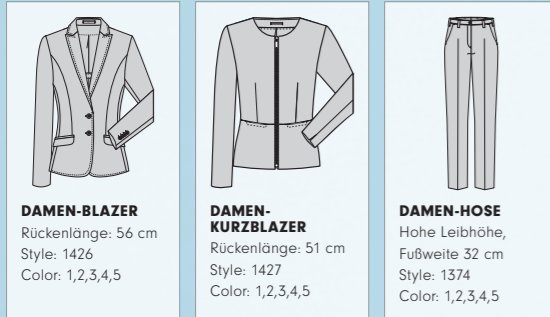 DAMEN-BLAZER
Rückenlänge: 56 cm
Style: 1426
Color: 1,2,3,4,5
DAMEN-
KURZBLAZER
Rückenlänge: 51 cm
Style: 1427
Color: 1,2,3,4,5
DAMEN-HOSE
Hohe Leibhöhe,
Fußweite 32 cm
Style: 1374
Color: 1,2,3,4,5